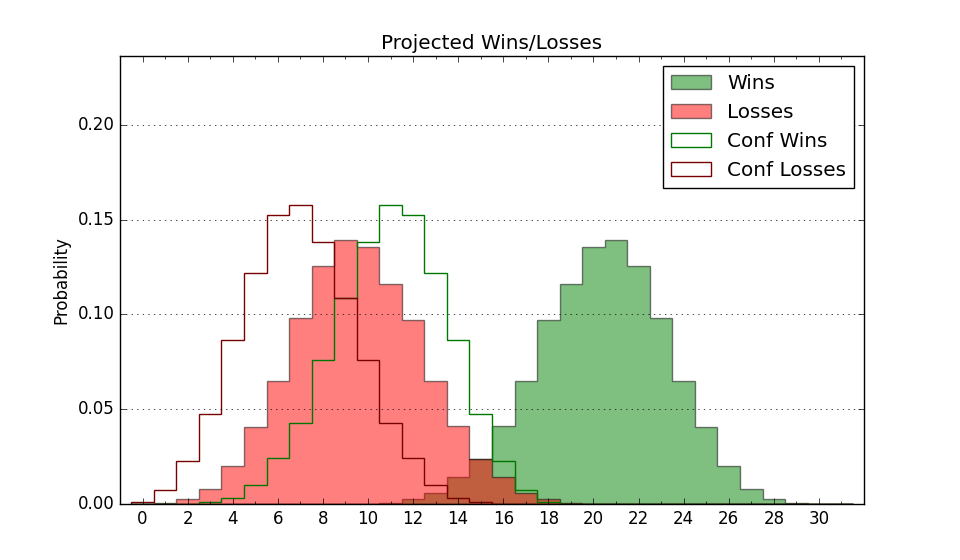 Projected Wins/Losses
Wins
Losses
Conf Wins
Conf Losses
Probability
0.20
0.15
0.10
0.05
0.00
0 2 4 6 8 10 12 14 16 18 20 22 24 26 28 30